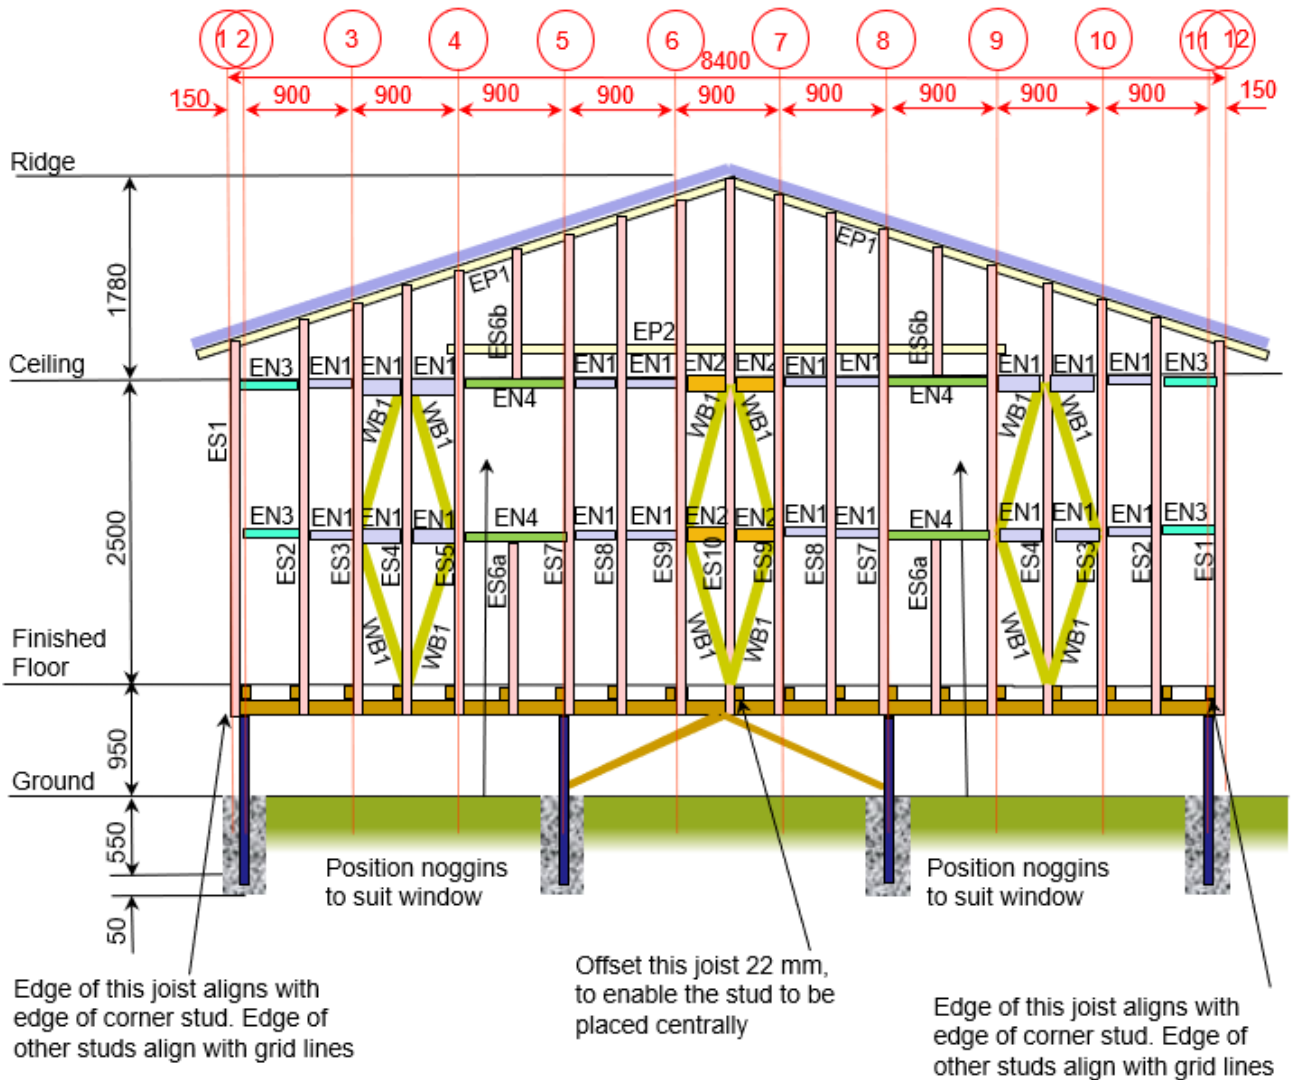 1 2 3 4 5 6 7 8 9 10 11 12
8400
150 900 900 900 900 900 900 900 900 900 150
Ridge
1780
EP1 EP1
ES6b EP2 ES6b
Ceiling
EN3 EN1 EN1 EN1 EN1 EN1 EN2 EN2 EN1 EN1 EN1 EN1 EN1 EN3
EN4 EN4
WB1 WB1 WB1 WB1 WB1 WB1
ES1
2500
EN3 EN1 EN1 EN1 EN4 EN1 EN1 EN2 EN2 EN1 EN1 EN4 EN1 EN1 EN1 EN3
ES2 ES3 ES4 ES5 ES6a ES7 ES8 ES9 ES10 ES9 ES8 ES7 ES6a ES4 ES3 ES2 ES1
WB1 WB1 WB1 WB1 WB1 WB1
Finished
Floor
950
Ground
550
50
Position noggins
to suit window
Position noggins
to suit window
Edge of this joist aligns with
edge of corner stud. Edge of
other studs align with grid lines
Offset this joist 22 mm,
to enable the stud to be
placed centrally
Edge of this joist aligns with
edge of corner stud. Edge of
other studs align with grid lines